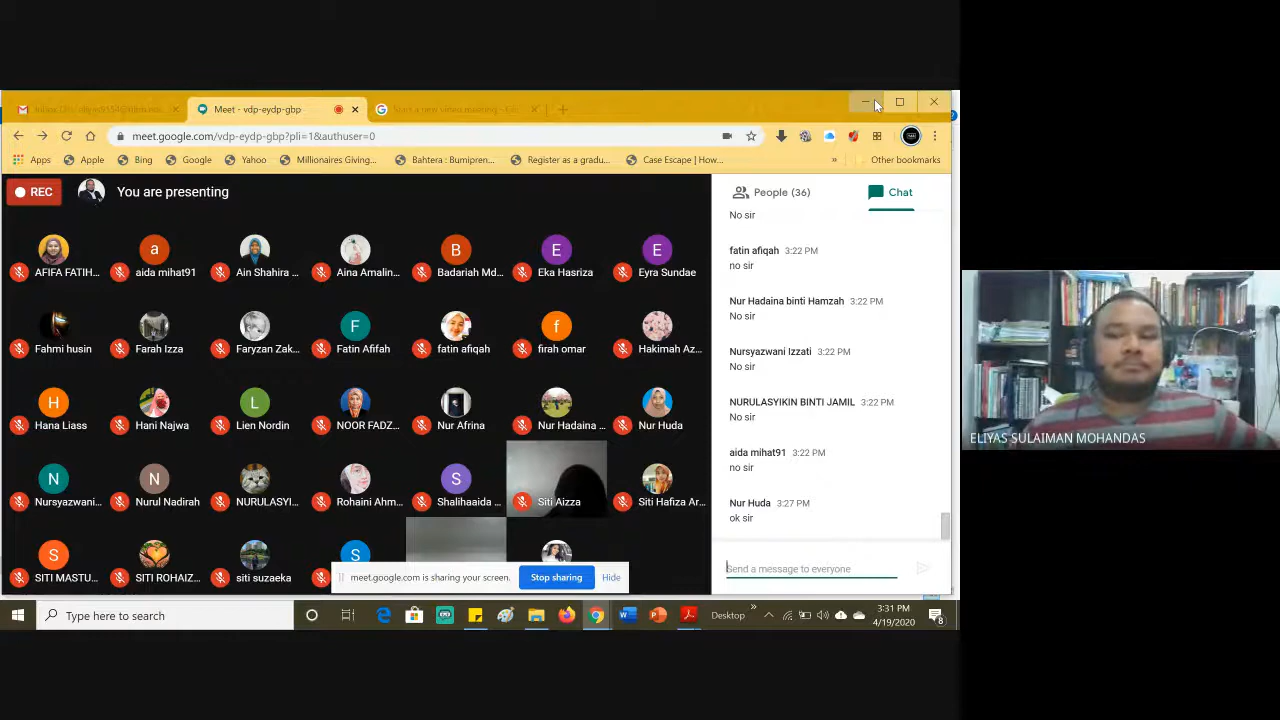 Meet - vdp-eydp-gbp
Start a new video meeting - G
meet.google.com/vdp-eydp-gbp?pli=1&authuser=0
Apps Apple Bing Google Yahoo Millionaires Giving... Bahtera : Bumipren... Register as a gradu... Case Escape | How... » Other bookmarks
REC You are presenting
People (36) Chat
No sir
fatin afiqah 3:22 PM
no sir
Nur Hadaina binti Hamzah 3:22 PM
No sir
Nursyazwani Izzati 3:22 PM
No sir
NURULASYIKIN BINTI JAMIL 3:22 PM
No sir
aida mihat91 3:22 PM
no sir
Nur Huda 3:27 PM
ok sir
Send a message to everyone
a B E E
AFIFA FATIH... aida mihat91 Ain Shahira ... Aina Amalin... Badariah Md... Eka Hasriza Eyra Sundae
F f
Fahmi husin Farah Izza Faryzan Zak... Fatin Afifah fatin afiqah firah omar Hakimah Az...
H L
Hana Liass Hani Najwa Lien Nordin NOOR FADZ... Nur Afrina Nur Hadaina ... Nur Huda
N N S
Nursyazwani... Nurul Nadirah NURULASYI... Rohaini Ahm... Shalihaaida ... Siti Aizza Siti Hafiza Ar...
S S
SITI MASTU... SITI ROHAIZ... siti suzaeka
meet.google.com is sharing your screen. Stop sharing Hide
ELIYAS SULAIMAN MOHANDAS
Type here to search
Desktop »
3:31 PM
4/19/2020
8